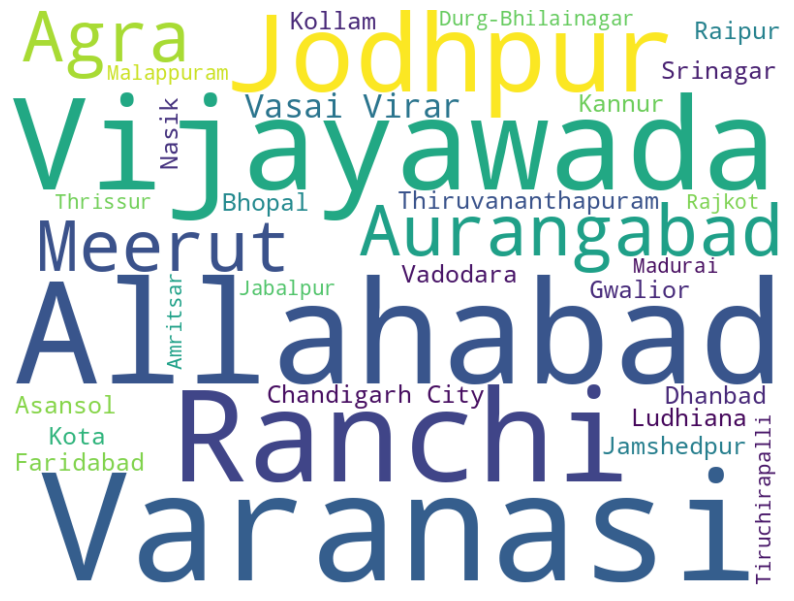 Agra
Jodhpur
Kollam
Durg-Bhilainagar
Raipur
Malappuram
Srinagar
Vijayawada
Nasik
Vasai Virar
Kannur
Thrissur
Bhopal
Thiruvananthapuram
Rajkot
Meerut
Aurangabad
Vadodara
Madurai
Allahabad
Amritsar
Jabalpur
Gwalior
Asansol
Ranchi
Chandigarh City
Dhanbad
Kota
Ludhiana
Faridabad
Jamshedpur
Varanasi
Tiruchirapalli